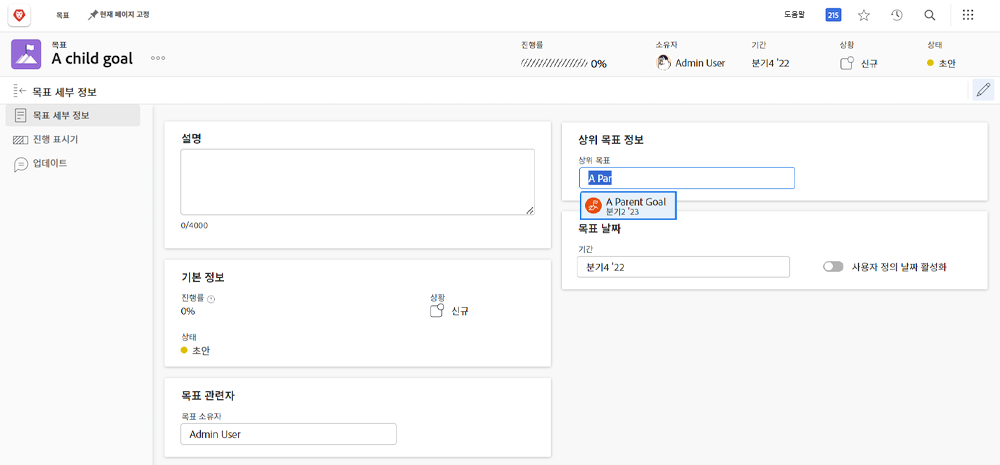 목표
현재 페이지 고정
도움말
215
목표
A child goal
진행률
0%
소유자
Admin User
기간
분기4 '22
상황
신규
상태
초안
목표 세부 정보
목표 세부 정보
진행 표시기
업데이트
설명
0/4000
기본 정보
진행률
0%
상황
신규
상태
초안
목표 관련자
목표 소유자
Admin User
상위 목표 정보
상위 목표
A Par
A Parent Goal
분기2 '23
목표 날짜
기간
분기4 '22
사용자 정의 날짜 활성화